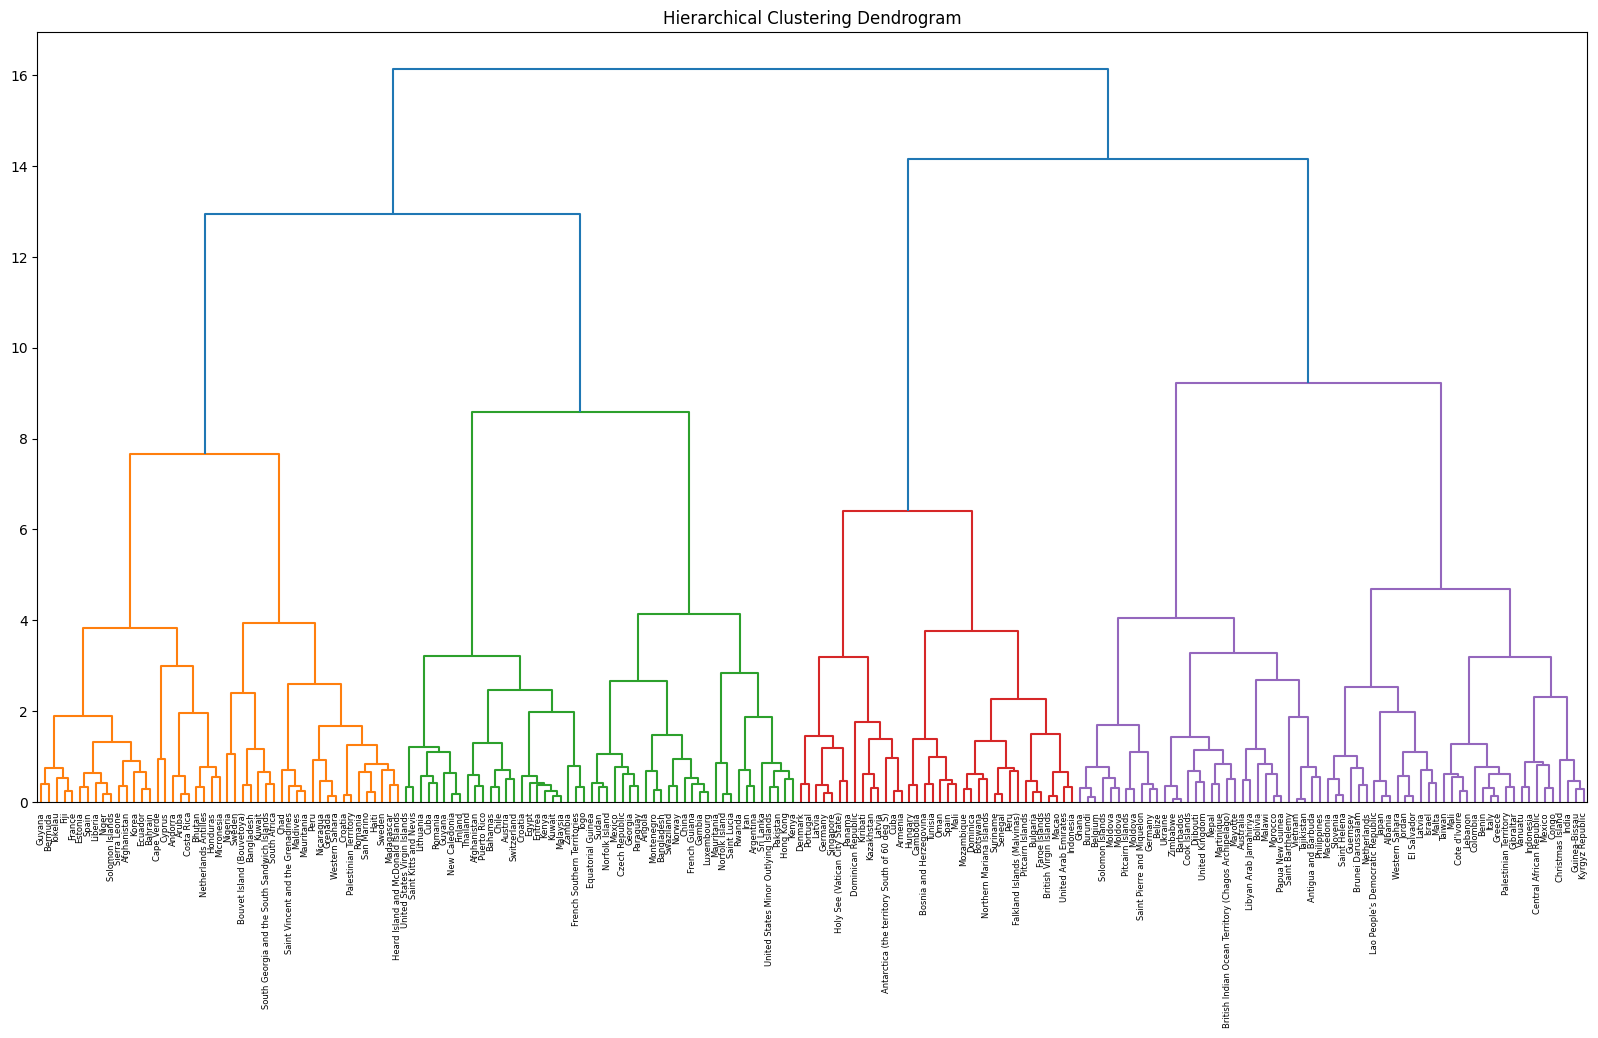 Hierarchical Clustering Dendrogram
16
14
12
10
8
6
4
2
0
Guyana
Bermuda
Tokelau
Fiji
France
Estonia
Spain
Liberia
Niger
Solomon Islands
Sierra Leone
Afghanistan
Korea
Ecuador
Bahrain
Cape Verde
Cyprus
Andorra
Aruba
Costa Rica
Bhutan
Netherlands Antilles
Honduras
Micronesia
Yemen
Sweden
Bouvet Island (Bouvetoya)
Bangladesh
Kuwait
South Georgia and the South Sandwich Islands
South Africa
Chad
Saint Vincent and the Grenadines
Maldives
Mauritania
Peru
Nicaragua
Grenada
Western Sahara
Croatia
Palestinian Territory
Romania
San Marino
Haiti
Sweden
Madagascar
Heard Island and McDonald Islands
United States Virgin Islands
Saint Kitts and Nevis
Lithuania
Cuba
Romania
Guyana
New Caledonia
Finland
Thailand
Afghanistan
Puerto Rico
Bahamas
Chile
Austria
Switzerland
Croatia
Egypt
Eritrea
Kenya
Kuwait
Malaysia
Zambia
French Southern Territories
Togo
Equatorial Guinea
Sudan
Norfolk Island
Mexico
Czech Republic
Georgia
Paraguay
Angola
Montenegro
Bangladesh
Swaziland
Norway
China
French Guiana
Gambia
Luxembourg
Mauritania
Norfolk Island
Saint Lucia
Rwanda
Iran
Argentina
Sri Lanka
United States Minor Outlying Islands
Pakistan
Hong Kong
Kenya
Denmark
Portugal
Latvia
Germany
Singapore
Holy See (Vatican City State)
Panama
Dominican Republic
Kiribati
Kazakhstan
Latvia
Antarctica (the territory South of 60 deg S)
Cuba
Armenia
Hungary
Cambodia
Bosnia and Herzegovina
Tunisia
Oman
Spain
Mali
Mozambique
Dominica
Botswana
Northern Mariana Islands
Suriname
Senegal
Peru
Falkland Islands (Malvinas)
Pitcairn Islands
Bulgaria
Faroe Islands
British Virgin Islands
Macao
United Arab Emirates
Indonesia
Ghana
Burundi
Belarus
Solomon Islands
Moldova
Moldova
Pitcairn Islands
Moldova
Saint Pierre and Miquelon
Germany
Belize
Ukraine
Zimbabwe
Barbados
Cook Islands
Djibouti
United Kingdom
Nepal
Martinique
British Indian Ocean Territory (Chagos Archipelago)
Mayotte
Australia
Libyan Arab Jamahiriya
Bolivia
Malawi
Morocco
Papua New Guinea
Saint Barthelemy
Vietnam
Tajikistan
Antigua and Barbuda
Philippines
Macedonia
Slovenia
Saint Helena
Guernsey
Brunei Darussalam
Netherlands
Lao People's Democratic Republic
Japan
Albania
Western Sahara
Jordan
El Salvador
Latvia
Israel
Malta
Taiwan
Mali
Cote d'Ivoire
Lebanon
Colombia
Benin
Italy
Greece
Palestinian Territory
Gibraltar
Vanuatu
Indonesia
Central African Republic
Mexico
Congo
Christmas Island
India
Guinea-Bissau
Kyrgyz Republic